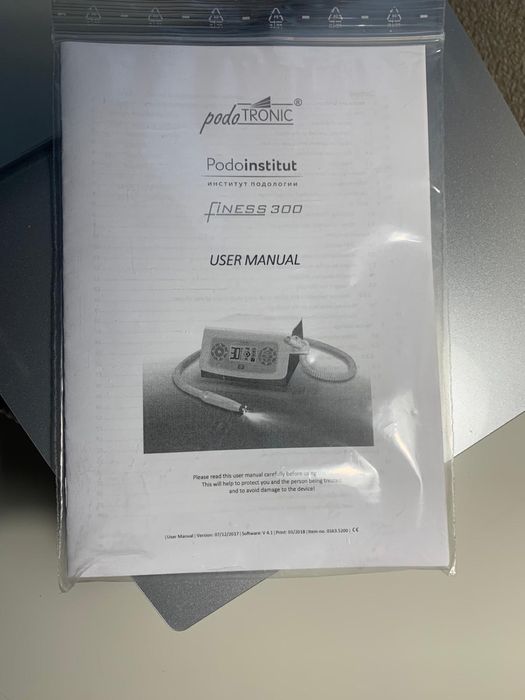 podoTRONIC®
Podoinstitut
ИНСТИТУТ ПОДОЛОГИИ
FINESS 300
USER MANUAL
Please read this user manual carefully before using
This will help to protect you and the person being treated
and to avoid damage to the device!
| User Manual | Version: 07/12/2017 | Software: V 4.1 | Print: 03/2018 | Item-no. 0563.5200 | CE